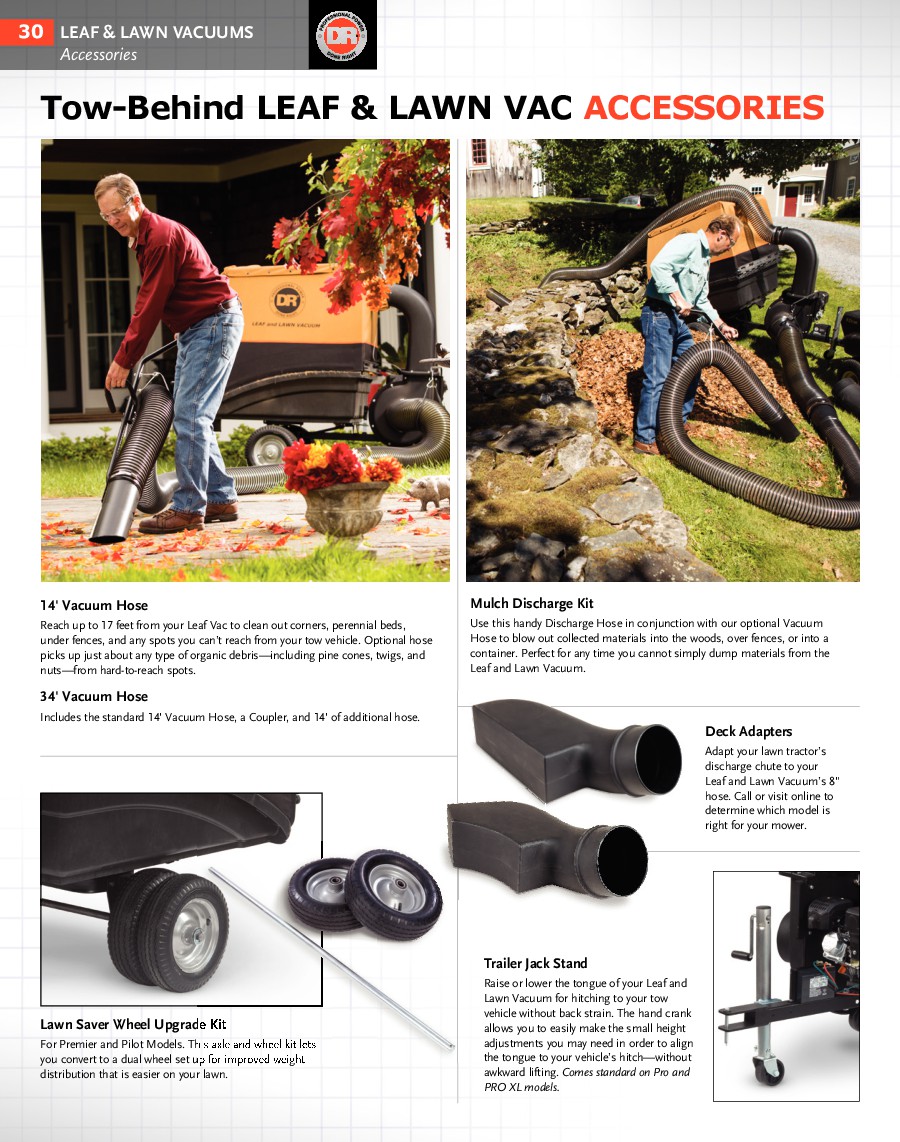 30 LEAF & LAWN VACUUMS
Accessories
PROFESSIONAL POWER
DR
DONE RIGHT
Tow-Behind LEAF & LAWN VAC ACCESSORIES
DR
LEAF and LAWN VACUUM
14' Vacuum Hose
Reach up to 17 feet from your Leaf Vac to clean out corners, perennial beds,
under fences, and any spots you can't reach from your tow vehicle. Optional hose
picks up just about any type of organic debris—including pine cones, twigs, and
nuts—from hard-to-reach spots.
34' Vacuum Hose
Includes the standard 14' Vacuum Hose, a Coupler, and 14' of additional hose.
Mulch Discharge Kit
Use this handy Discharge Hose in conjunction with our optional Vacuum
Hose to blow out collected materials into the woods, over fences, or into a
container. Perfect for any time you cannot simply dump materials from the
Leaf and Lawn Vacuum.
Deck Adapters
Adapt your lawn tractor's
discharge chute to your
Leaf and Lawn Vacuum's 8"
hose. Call or visit online to
determine which model is
right for your mower.
Lawn Saver Wheel Upgrade Kit
For Premier and Pilot Models. This axle and wheel kit lets
you convert to a dual wheel set up for improved weight
distribution that is easier on your lawn.
Trailer Jack Stand
Raise or lower the tongue of your Leaf and
Lawn Vacuum for hitching to your tow
vehicle without back strain. The hand crank
allows you to easily make the small height
adjustments you may need in order to align
the tongue to your vehicle's hitch—without
awkward lifting. Comes standard on Pro and
PRO XL models.